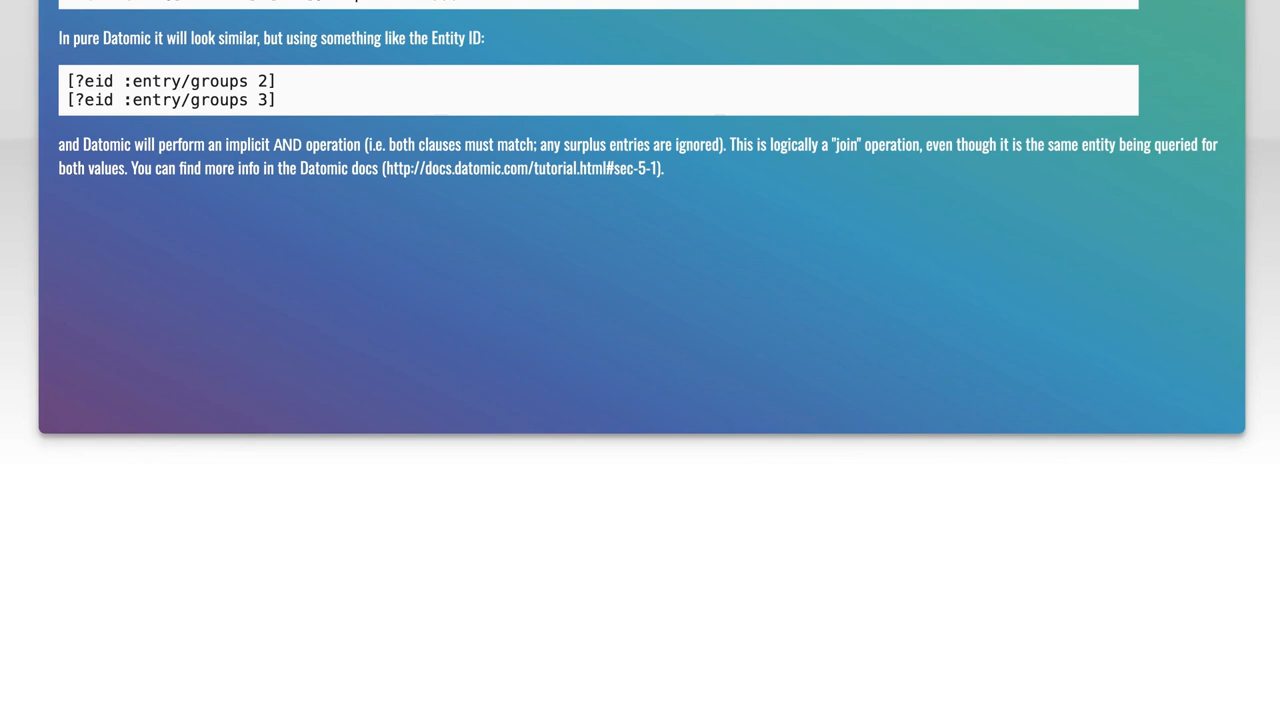 In pure Datomic it will look similar, but using something like the Entity ID:
[?eid :entry/groups 2]
[?eid :entry/groups 3]
and Datomic will perform an implicit AND operation (i.e. both clauses must match; any surplus entries are ignored). This is logically a "join" operation, even though it is the same entity being queried for
both values. You can find more info in the Datomic docs (http://docs.datomic.com/tutorial.html#sec-5-1).